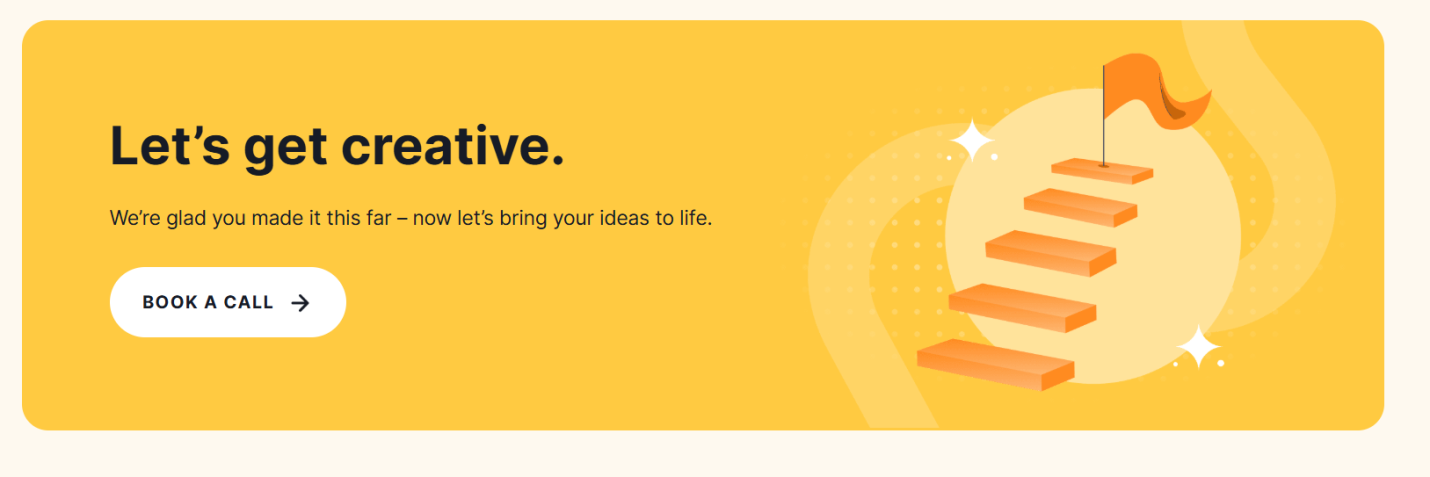 Let’s get creative.
We’re glad you made it this far – now let’s bring your ideas to life.
BOOK A CALL